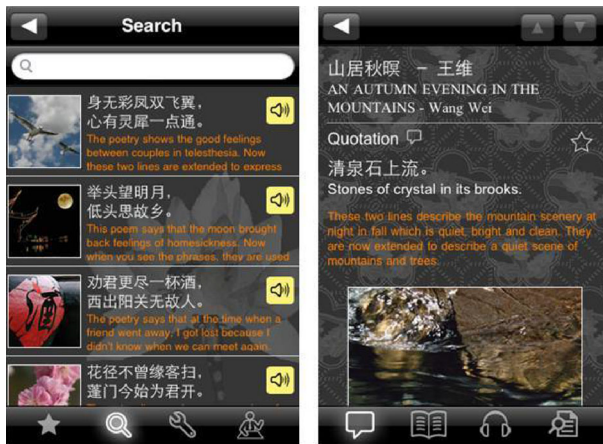 Search
身无彩凤双飞翼，
心有灵犀一点通。
The poetry shows the good feelings
between couples in telesthesia. Now
these two lines are extended to express
举头望明月，
低头思故乡。
This poem says that the moon brought
back feelings of homesickness. Now
when you see the phrases, they are used
劝君更尽一杯酒，
西出阳关无故人。
The poetry says that at the time when a
friend went away, I got lost because I
didn't know when we can meet again.
酒
花径不曾缘客扫，
蓬门今始为君开。
山居秋暝 - 王维
AN AUTUMN EVENING IN THE
MOUNTAINS - Wang Wei
Quotation
清泉石上流。
Stones of crystal in its brooks.
These two lines describe the mountain scenery at
night in fall which is quiet, bright and clean. They
are now extended to describe a quiet scene of
mountains and trees.